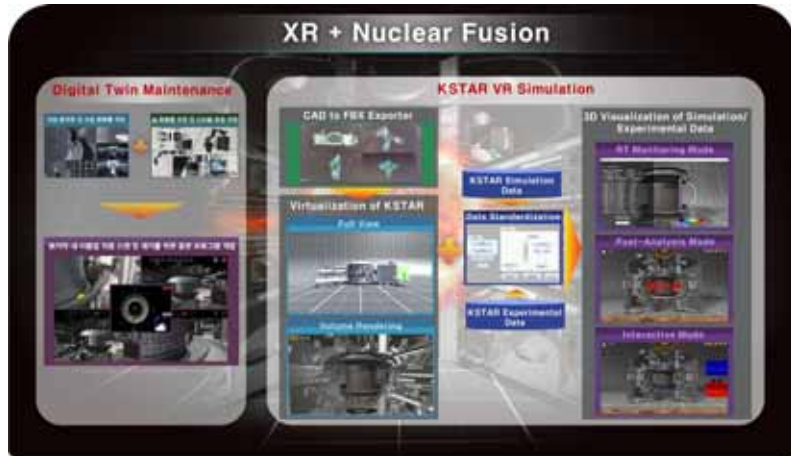 XR + Nuclear Fusion
Digital Twin Maintenance
KSTAR VR Simulation
CAD to FBX Exporter
Virtualization of KSTAR
Full View
Volume Rendering
KSTAR Simulation
Data
Data Standardization
KSTAR Experimental
Data
3D Visualization of Simulation/
Experimental Data
RT Monitoring Mode
Post-Analysis Mode
Interactive Mode